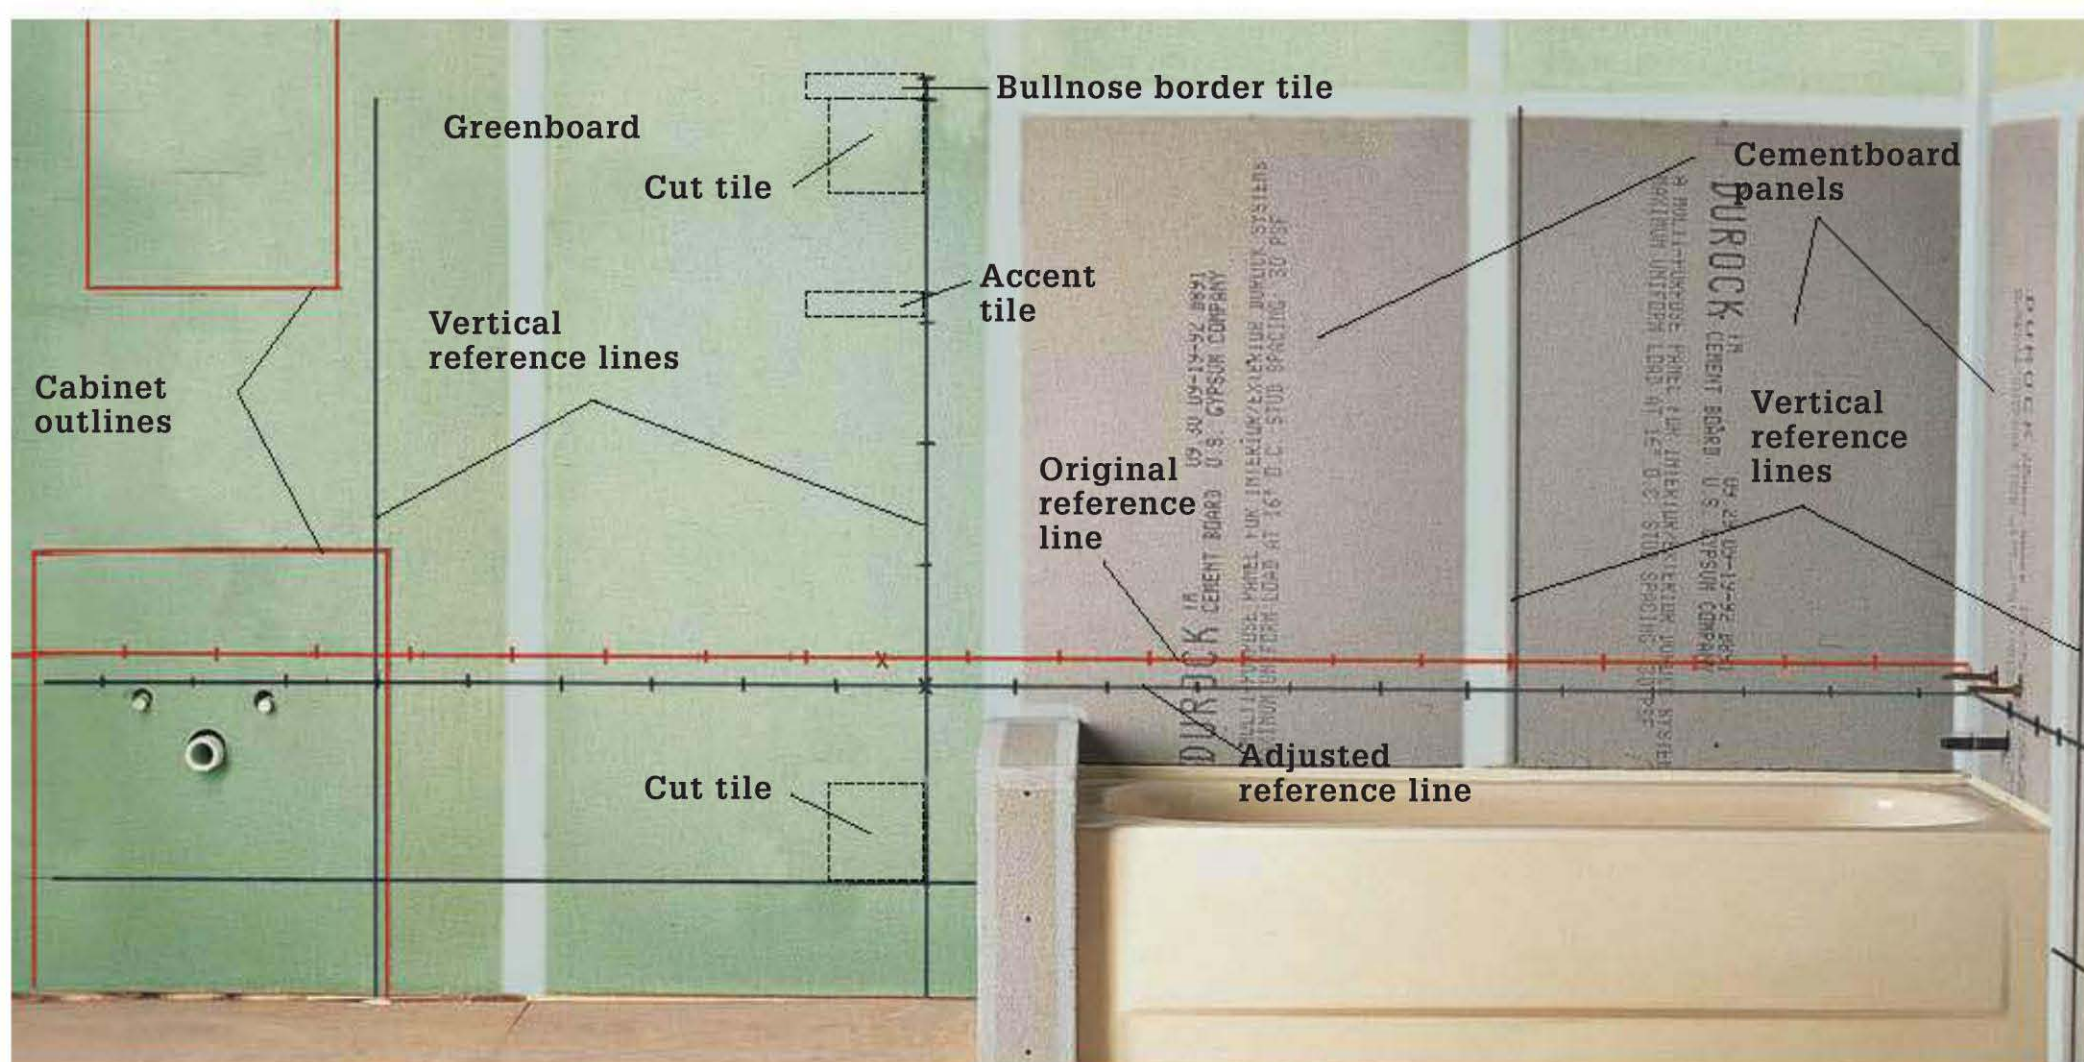 Bullnose border tile
Greenboard
Cut tile
Cementboard
panels
Accent
tile
Vertical
reference lines
Cabinet
outlines
Vertical
reference
lines
Original
reference
line
Adjusted
reference line
Cut tile
DUROCK
CEMENT BOARD U.S. GYPSUM COMPANY
DUROCK
CEMENT BOARD U.S. GYPSUM COMPANY
DUROCK